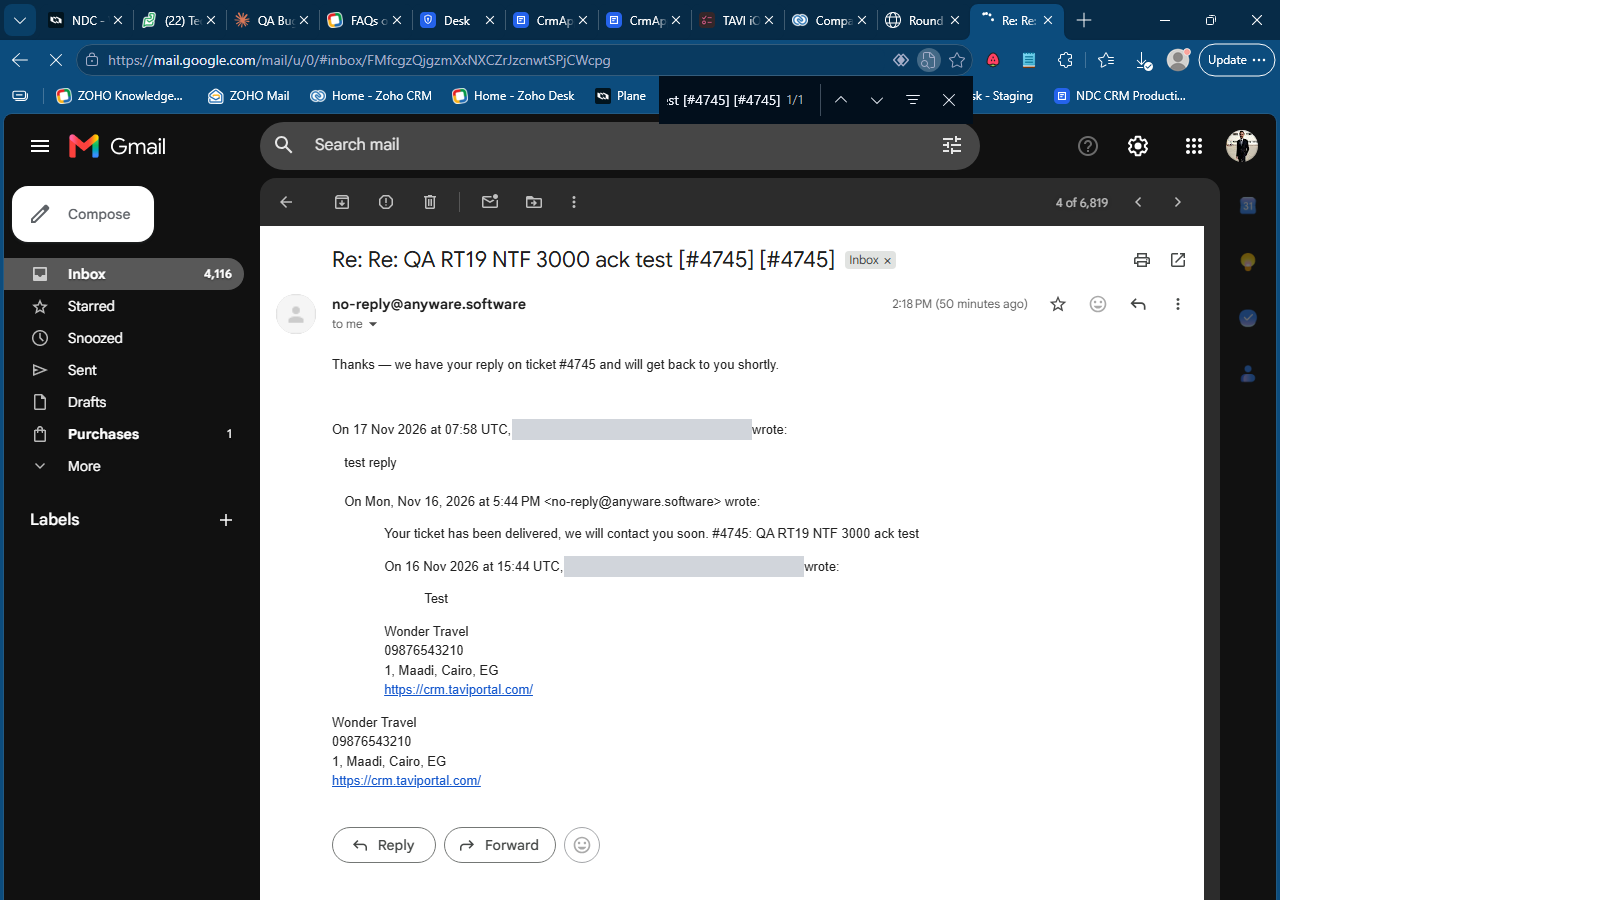 NDC -
(22) Te
QA Bu
FAQs o
Desk
CrmAp
CrmAp
TAVI iO
Compa
Round
Re: Re:
https://mail.google.com/mail/u/0/#inbox/FMfcgzQjgzmXxNXCZrJzcnwtSPjCWcpg
Update
ZOHO Knowledge...
ZOHO Mail
Home - Zoho CRM
Home - Zoho Desk
Plane
est [#4745] [#4745] 1/1
sk - Staging
NDC CRM Producti...
Gmail
Search mail
Compose
4 of 6,819
Inbox 4,116
Starred
Snoozed
Sent
Drafts
Purchases 1
More
Labels
Re: Re: QA RT19 NTF 3000 ack test [#4745] [#4745] Inbox ×
no-reply@anyware.software
2:18 PM (50 minutes ago)
to me
31
Thanks — we have your reply on ticket #4745 and will get back to you shortly.
On 17 Nov 2026 at 07:58 UTC, wrote:
test reply
On Mon, Nov 16, 2026 at 5:44 PM <no-reply@anyware.software> wrote:
Your ticket has been delivered, we will contact you soon. #4745: QA RT19 NTF 3000 ack test
On 16 Nov 2026 at 15:44 UTC, wrote:
Test
Wonder Travel
09876543210
1, Maadi, Cairo, EG
https://crm.taviportal.com/
Wonder Travel
09876543210
1, Maadi, Cairo, EG
https://crm.taviportal.com/
Reply
Forward